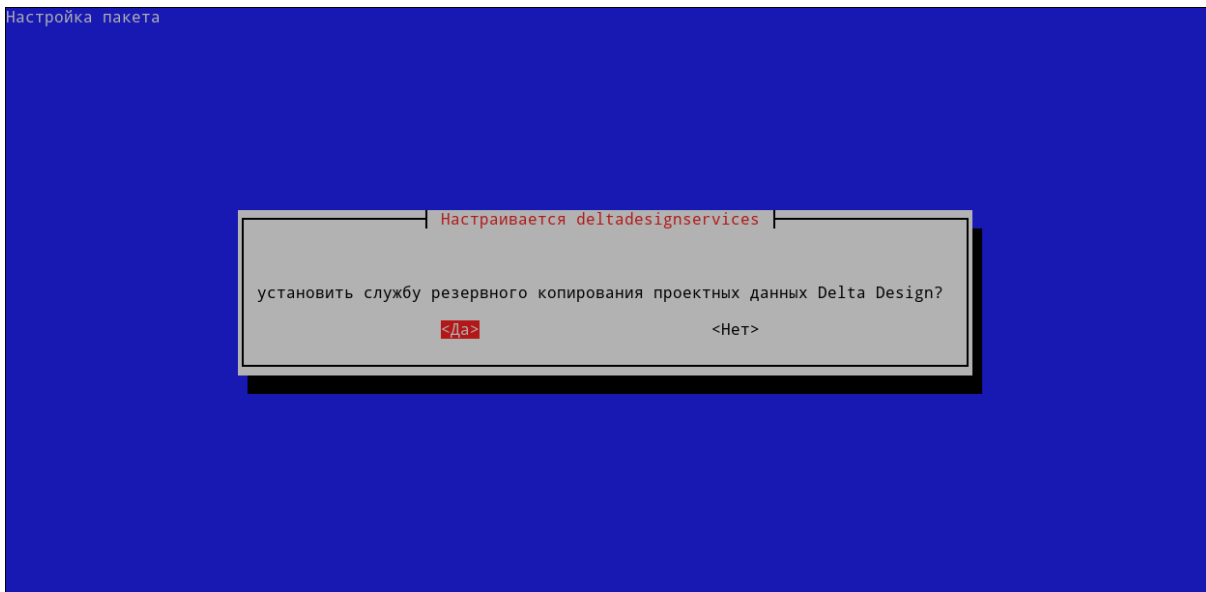 Настройка пакета
Настраивается deltadesignservices
установить службу резервного копирования проектных данных Delta Design?
<Да> <Нет>